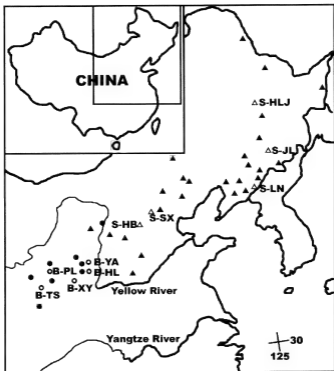 CHINA
S-HLJ
S-JL
S-LN
S-SX
S-HB
B-YA
B-PL
B-HL
B-XY
B-TS
Yellow River
Yangtze River
30
125